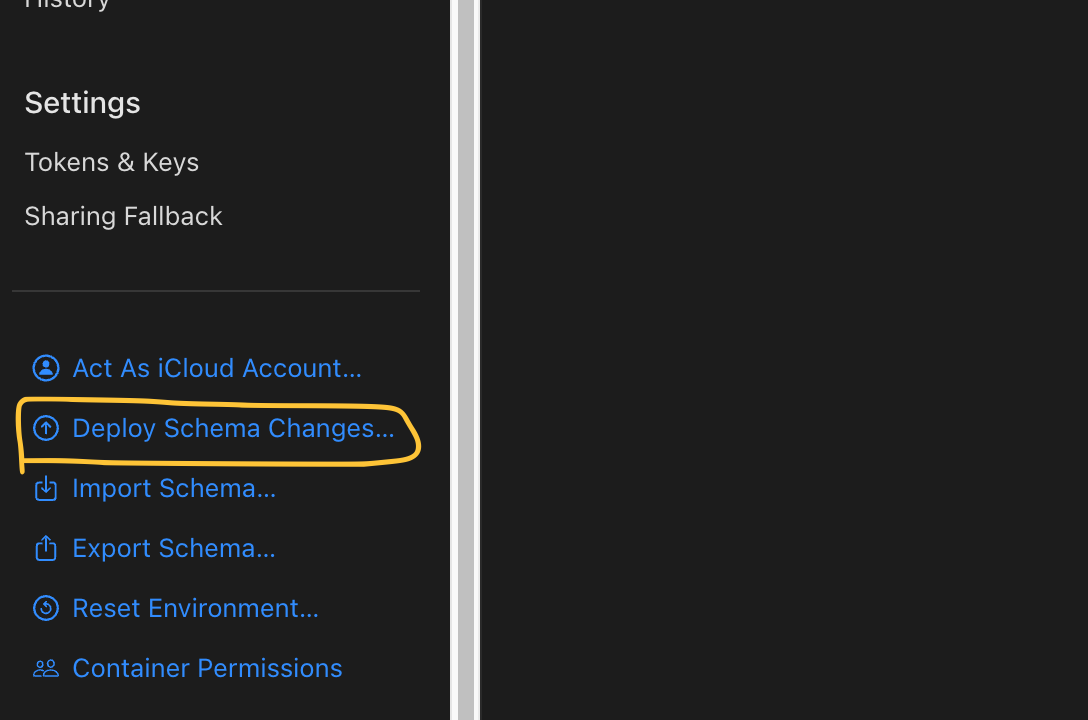 History
Settings
Tokens & Keys
Sharing Fallback
Act As iCloud Account...
Deploy Schema Changes...
Import Schema...
Export Schema...
Reset Environment...
Container Permissions